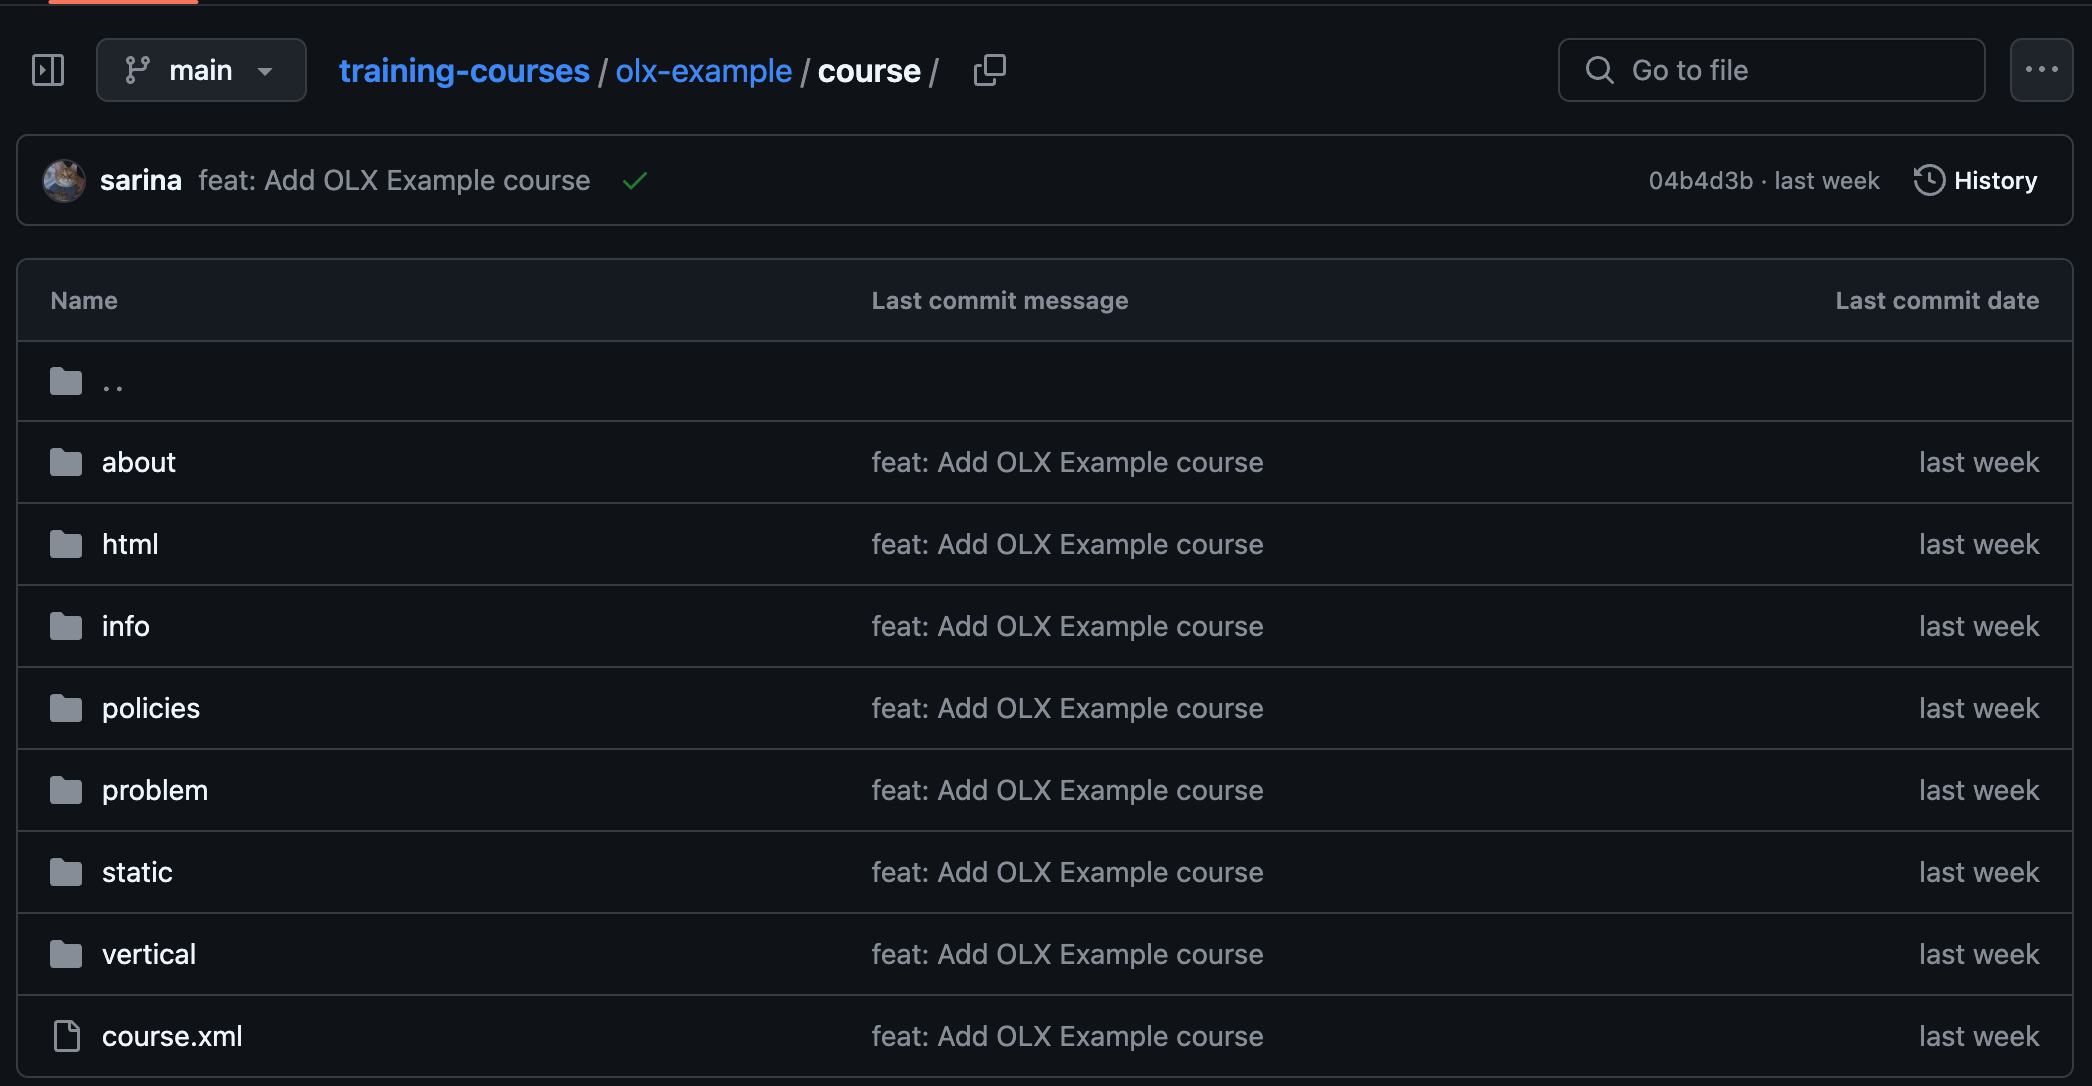 main training-courses / olx-example / course / Go to file
sarina feat: Add OLX Example course 04b4d3b · last week History
Name Last commit message Last commit date
..
about feat: Add OLX Example course last week
html feat: Add OLX Example course last week
info feat: Add OLX Example course last week
policies feat: Add OLX Example course last week
problem feat: Add OLX Example course last week
static feat: Add OLX Example course last week
vertical feat: Add OLX Example course last week
course.xml feat: Add OLX Example course last week